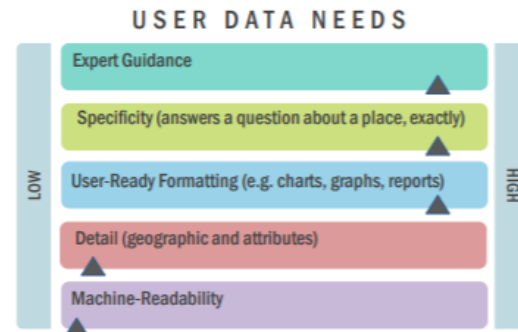 USER DATA NEEDS
Expert Guidance
Specificity (answers a question about a place, exactly)
LOW
User-Ready Formatting (e.g. charts, graphs, reports)
HIGH
Detail (geographic and attributes)
Machine-Readability